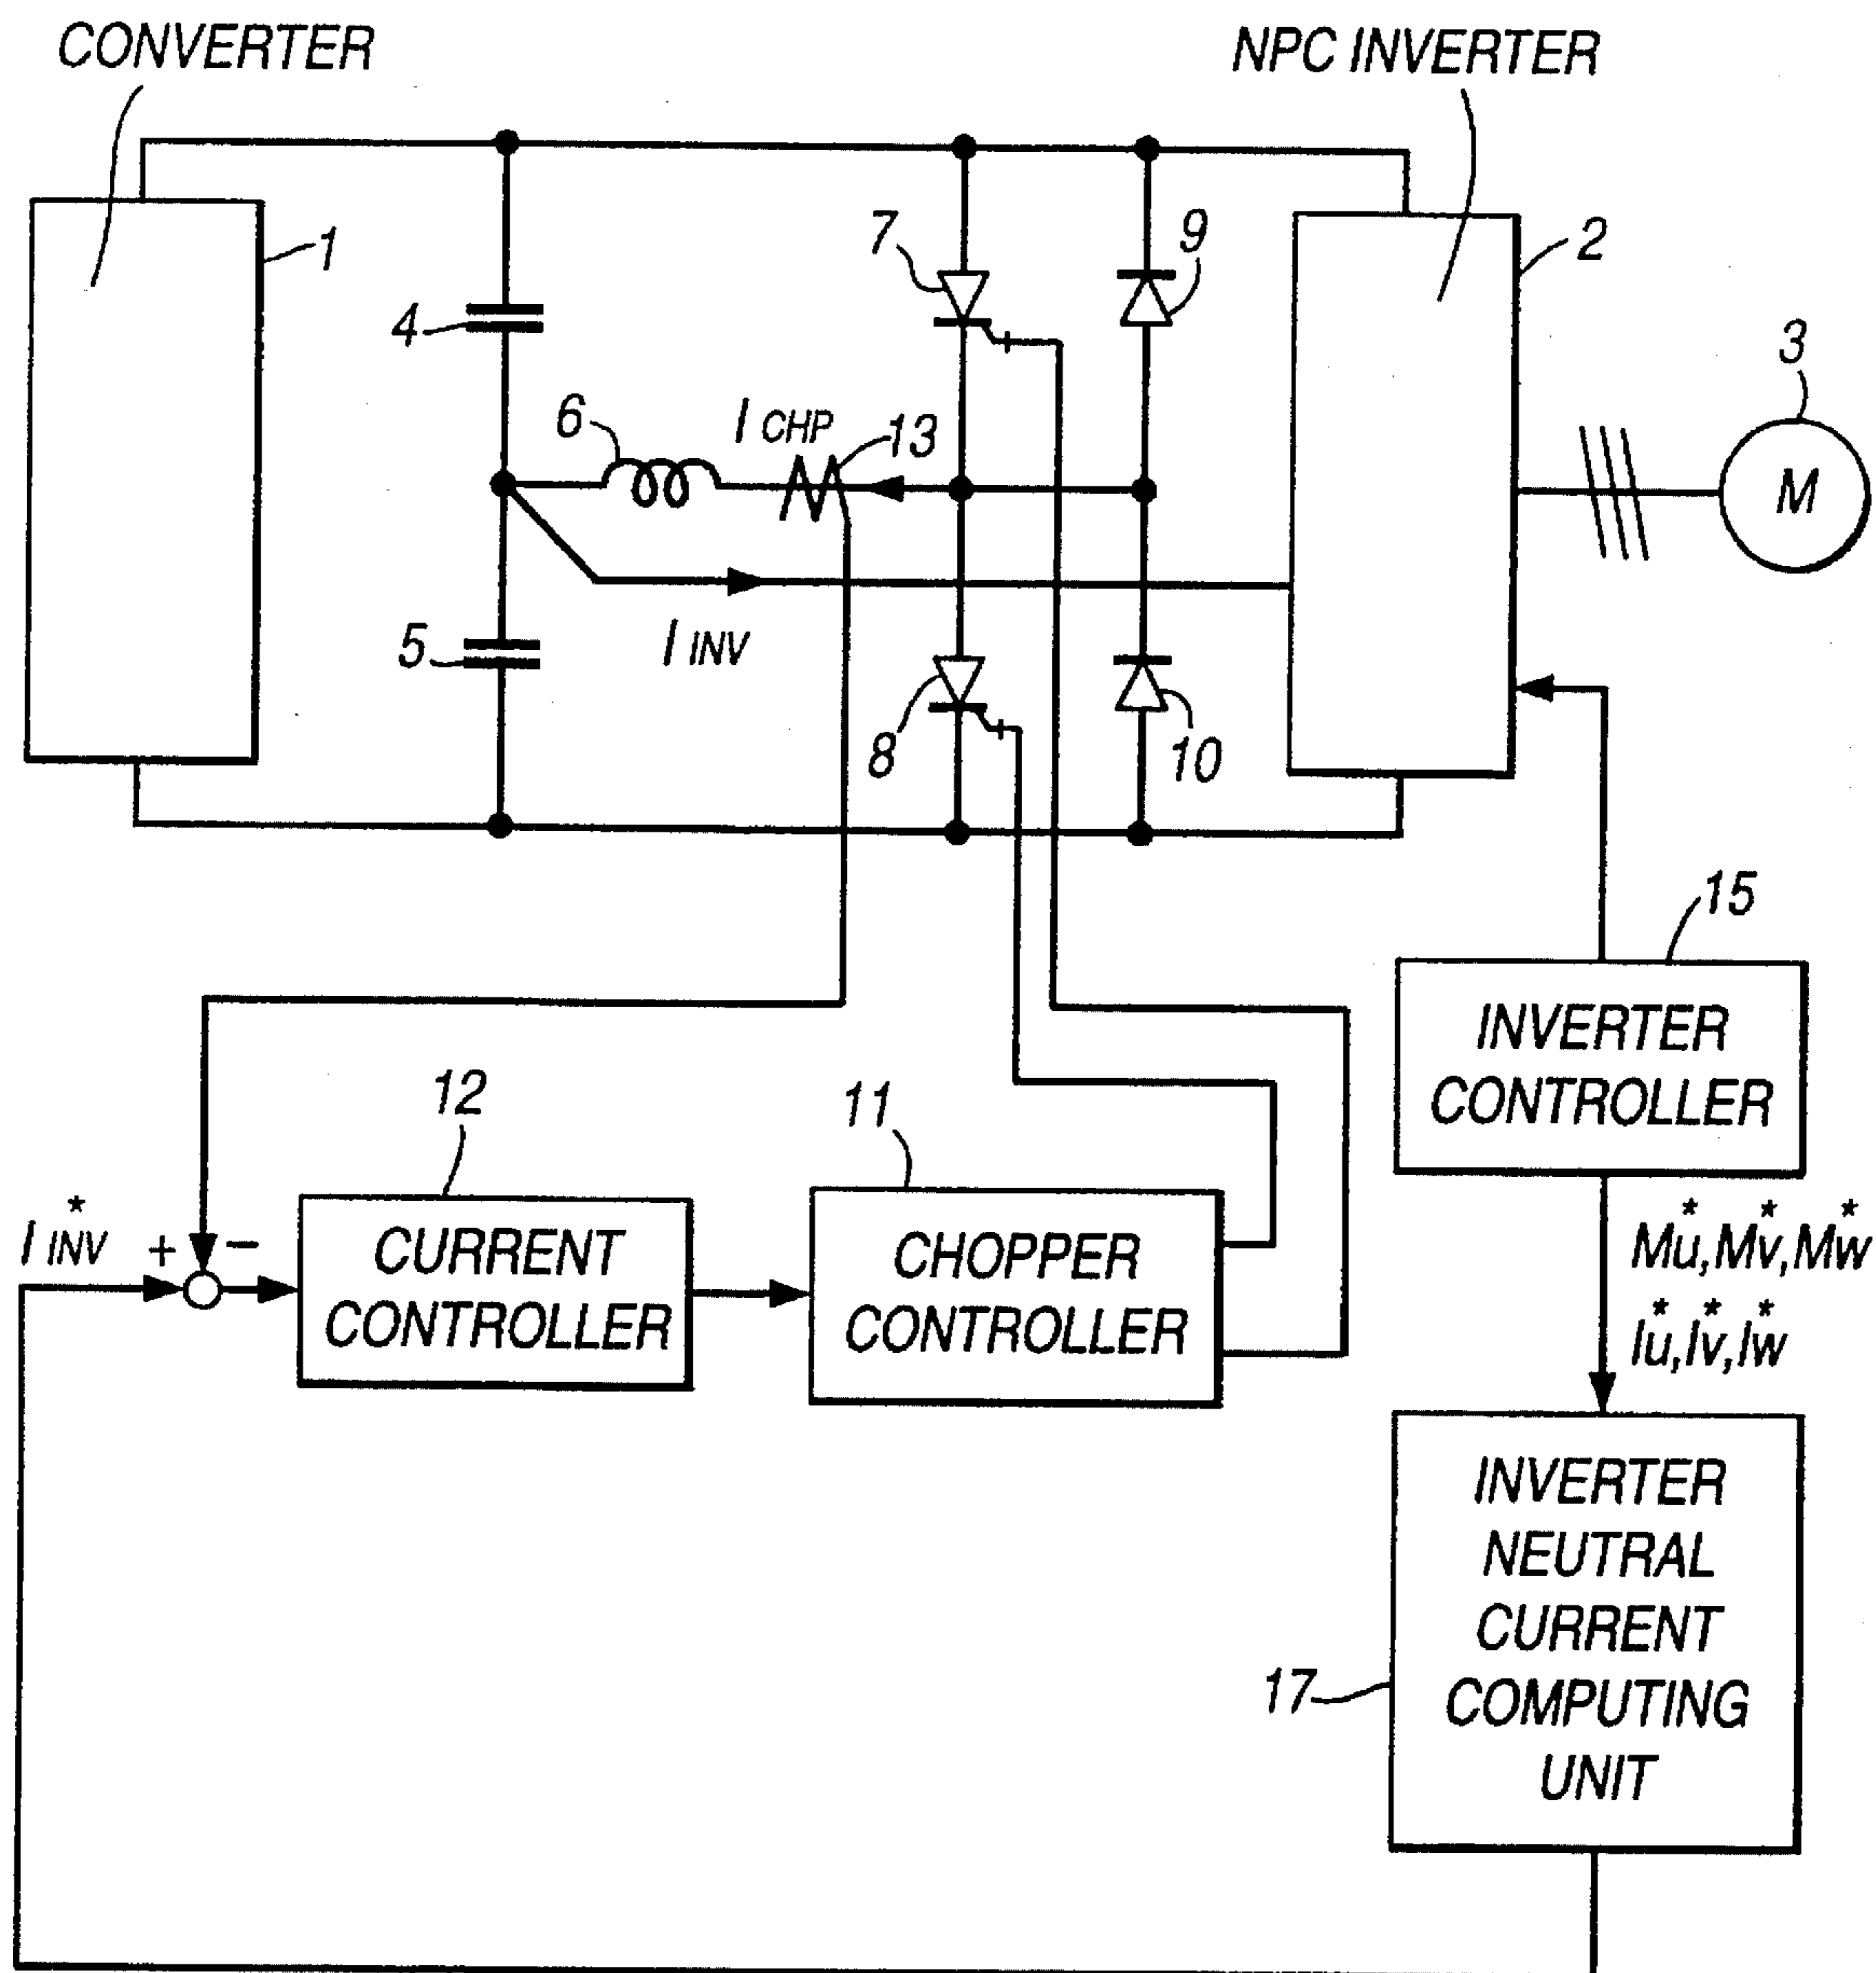 CONVERTER
NPC INVERTER
1
7
9
2
4
3
6
I CHP
13
M
5
I INV
8
10
15
INVERTER
CONTROLLER
12
11
I INV*
+
−
CURRENT
CONTROLLER
CHOPPER
CONTROLLER
Mu*,Mv*,Mw*
Iu*,Iv*,Iw*
INVERTER
NEUTRAL
CURRENT
COMPUTING
UNIT
17